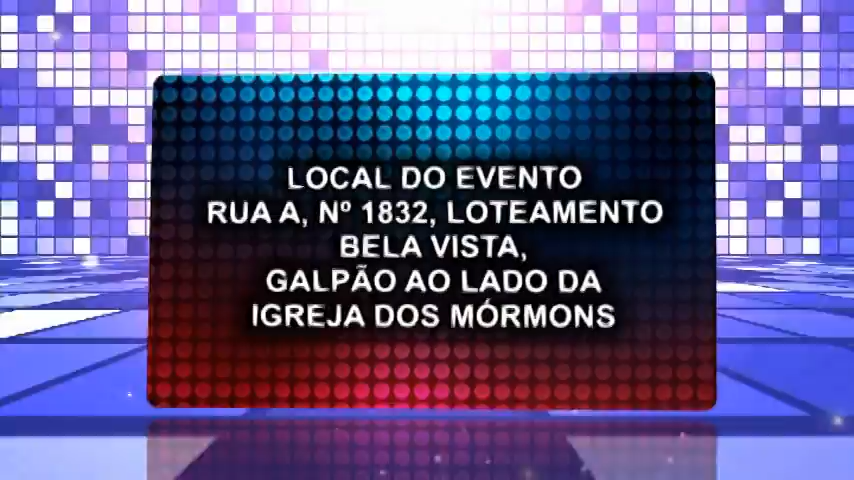 LOCAL DO EVENTO
RUA A, Nº 1832, LOTEAMENTO
BELA VISTA,
GALPÃO AO LADO DA
IGREJA DOS MÓRMONS